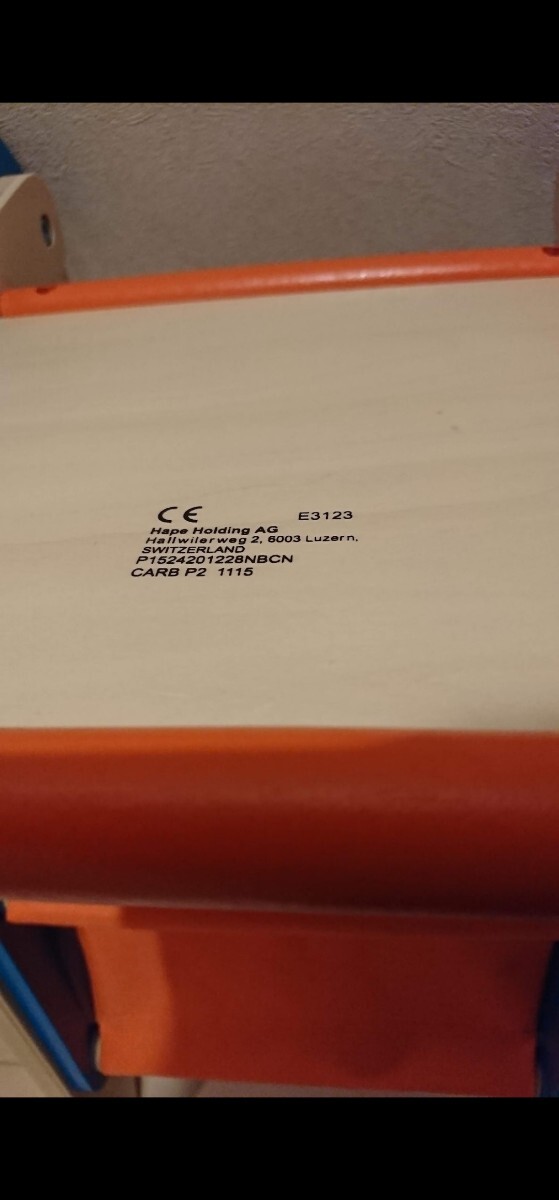 CE E3123
Hape Holding AG
Hallwilerweg 2, 6003 Luzern,
SWITZERLAND
P1524201228NBCN
CARB P2 1115